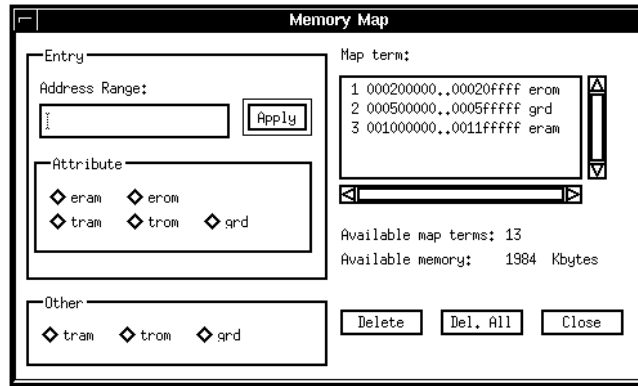 Memory Map
Entry
Address Range:
Apply
Attribute
eram erom
tram trom grd
Other
tram trom grd
Map term:
1 000200000..00020ffff erom
2 000500000..0005fffff grd
3 001000000..0011fffff eram
Available map terms: 13
Available memory: 1984 Kbytes
Delete Del. All Close